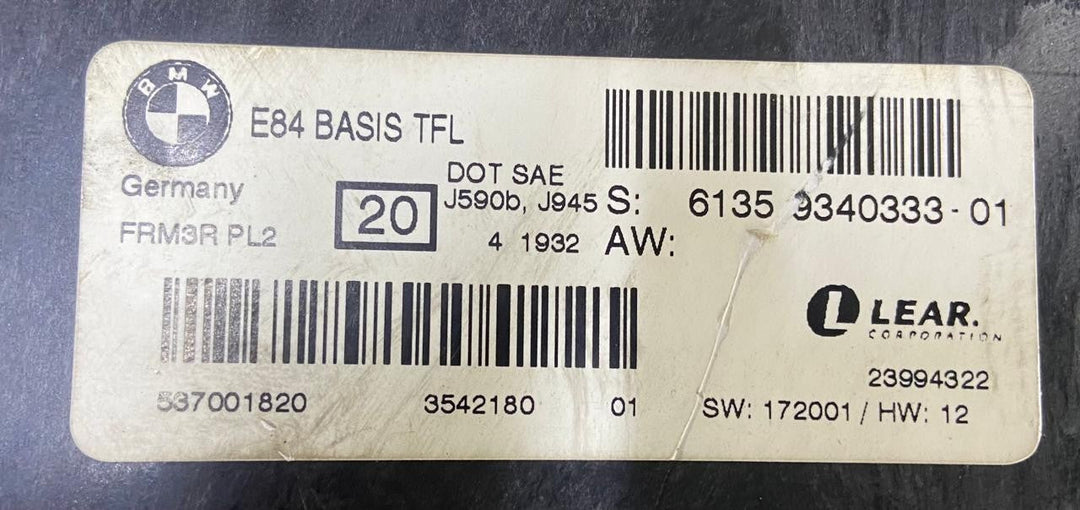 BMW
E84 BASIS TFL
Germany
FRM3R PL2
20
DOT SAE
J590b, J945
4 1932
S: 6135 9340333-01
AW:
L LEAR.
CORPORATION
23994322
537001820 3542180 01
SW: 172001 / HW: 12